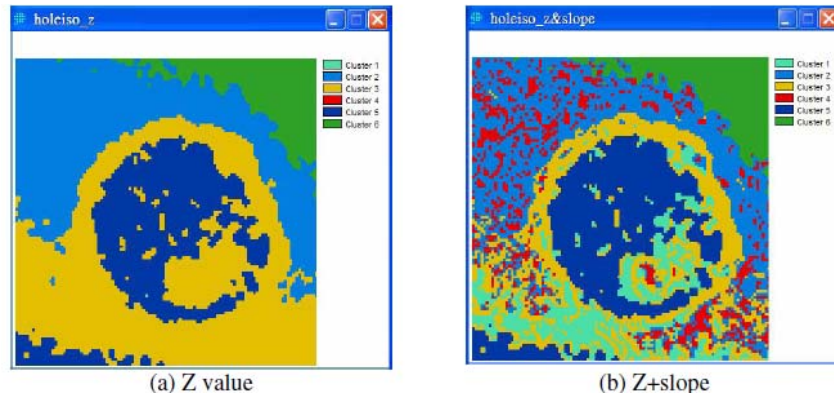 holeiso_z
Cluster 1
Cluster 2
Cluster 3
Cluster 4
Cluster 5
Cluster 6
(a) Z value
holeiso_z&slope
Cluster 1
Cluster 2
Cluster 3
Cluster 4
Cluster 5
Cluster 6
(b) Z+slope